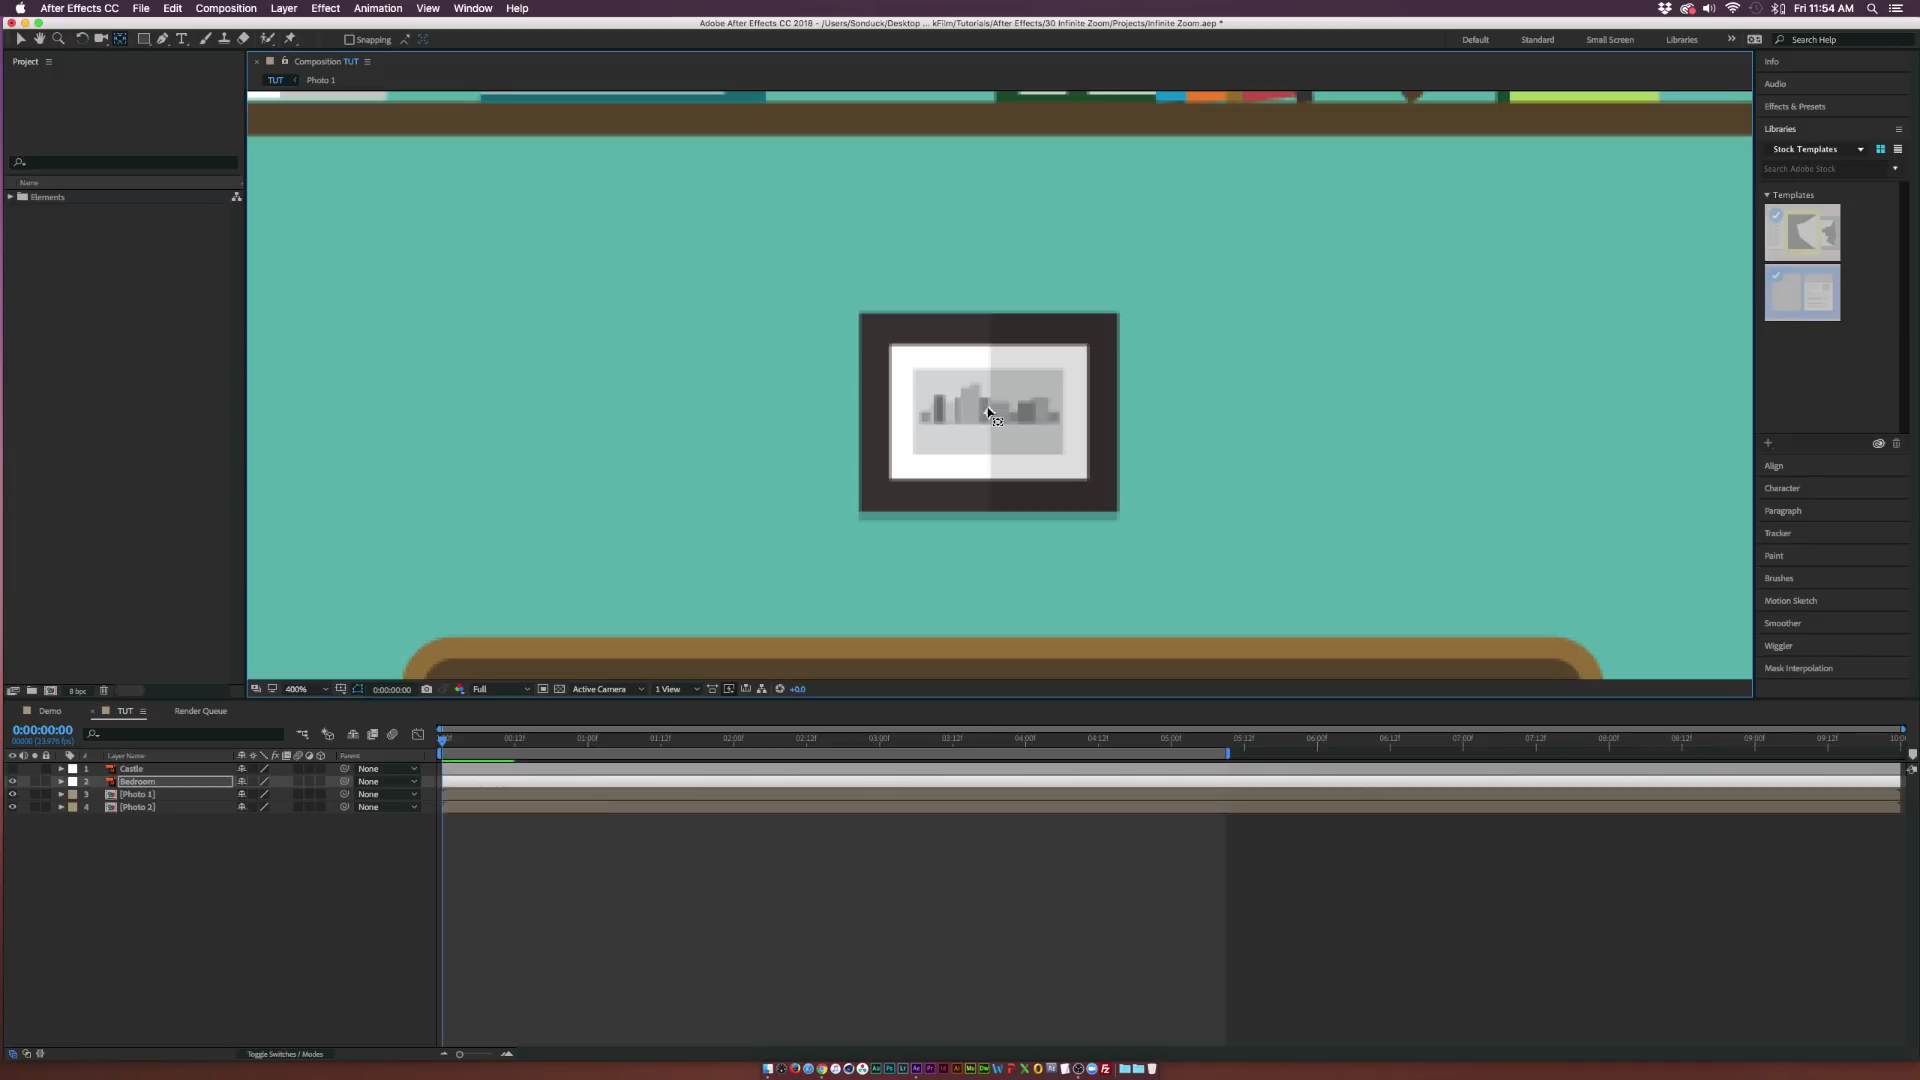 After Effects CC File Edit Composition Layer Effect Animation View Window Help Fri 11:54 AM
Adobe After Effects CC 2018 - /Users/Sonduck/Desktop ... kFilm/Tutorials/After Effects/30 Infinite Zoom/Projects/Infinite Zoom.aep *
Snapping Default Standard Small Screen Libraries Search Help
Project Composition TUT Info
TUT Photo 1
Audio
Effects & Presets
Libraries
Stock Templates
Search Adobe Stock
Name
Elements
Templates
Align
Character
Paragraph
Tracker
Paint
Brushes
Motion Sketch
Smoother
Wiggler
Mask Interpolation
8 bpc 400% 0:00:00:00 Full Active Camera 1 View +0.0
Demo TUT Render Queue
0:00:00:00
00000 (23.976 fps)
00:12f 01:00f 01:12f 02:00f 02:12f 03:00f 03:12f 04:00f 04:12f 05:00f 05:12f 06:00f 06:12f 07:00f 07:12f 08:00f 08:12f 09:00f 09:12f
# Layer Name Parent
1 Castle None
2 Bedroom None
3 [Photo 1] None
4 [Photo 2] None
Toggle Switches / Modes